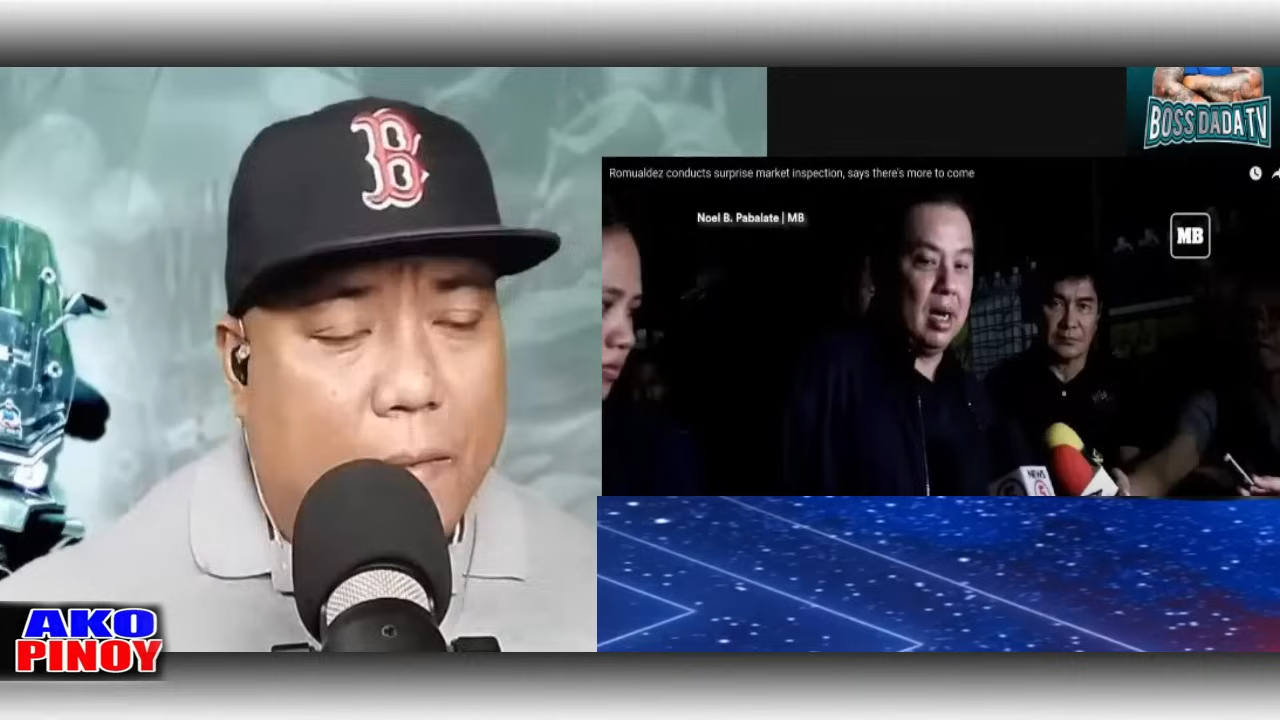 B
BOSS DADA TV
Romualdez conducts surprise market inspection, says there's more to come
Noel B. Pabalate | MB
MB
NEWS
5
AKO
PINOY